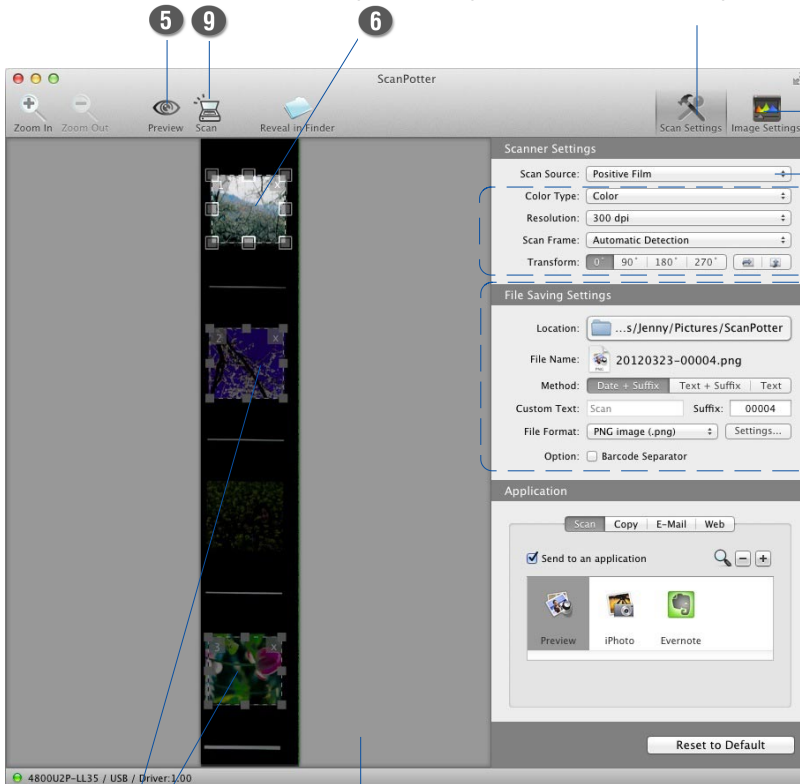 5 9 6
ScanPotter
Zoom In Zoom Out Preview Scan Reveal in Finder Scan Settings Image Settings
Scanner Settings
Scan Source: Positive Film
Color Type: Color
Resolution: 300 dpi
Scan Frame: Automatic Detection
Transform: 0° 90° 180° 270°
File Saving Settings
Location: ...s/Jenny/Pictures/ScanPotter
File Name: 20120323-00004.png
Method: Date + Suffix Text + Suffix Text
Custom Text: Scan Suffix: 00004
File Format: PNG image (.png) Settings...
Option: Barcode Separator
Application
Scan Copy E-Mail Web
Send to an application
Preview iPhoto Evernote
2 x
3 x
Reset to Default
4800U2P-LL35 / USB / Driver:1.00